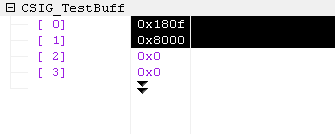 CSIG_TestBuff
[ 0] 0x180f
[ 1] 0x8000
[ 2] 0x0
[ 3] 0x0